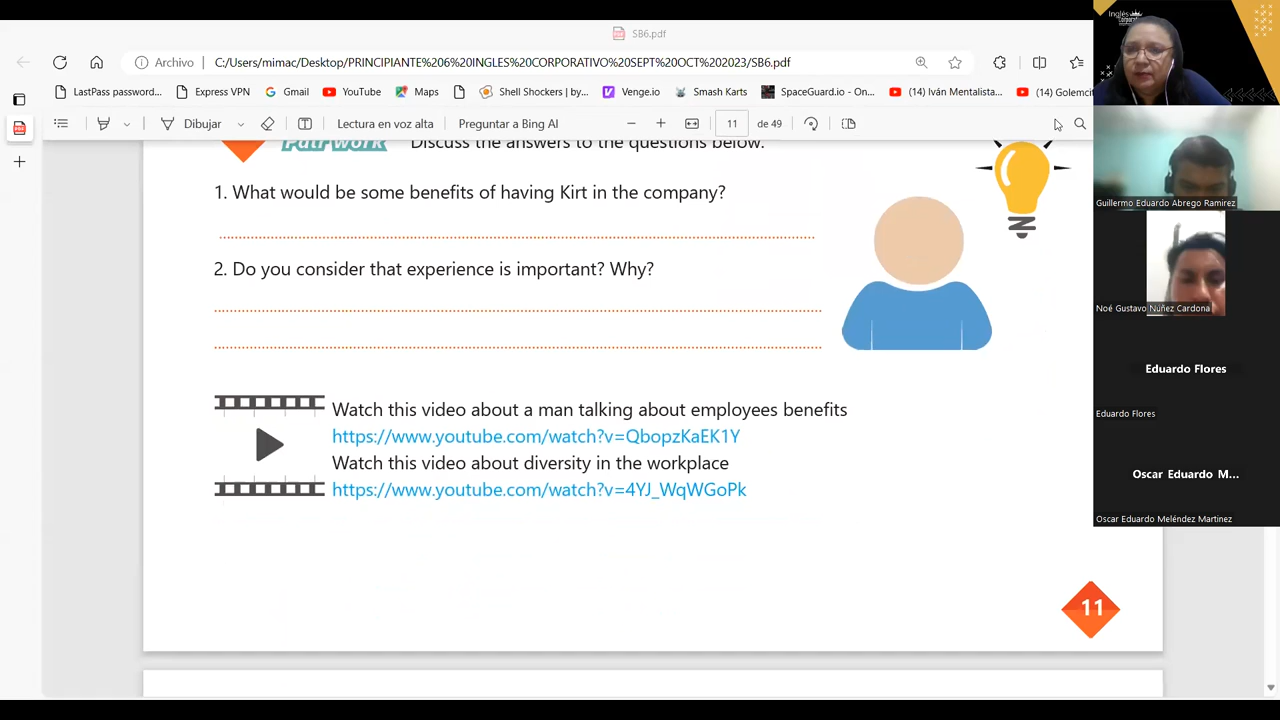 SB6.pdf
Archivo
C:/Users/mimac/Desktop/PRINCIPIANTE%206%20INGLES%20CORPORATIVO%20SEPT%20OCT%202023/SB6.pdf
LastPass password...
Express VPN
Gmail
YouTube
Maps
Shell Shockers | by...
Venge.io
Smash Karts
SpaceGuard.io - On...
(14) Iván Mentalista...
(14) Golemcit
Dibujar
Lectura en voz alta
Preguntar a Bing AI
11
de 49
Pair Work
Discuss the answers to the questions below.
1. What would be some benefits of having Kirt in the company?
2. Do you consider that experience is important? Why?
Watch this video about a man talking about employees benefits
https://www.youtube.com/watch?v=QbopzKaEK1Y
Watch this video about diversity in the workplace
https://www.youtube.com/watch?v=4YJ_WqWGoPk
11
Inglés
Corporativo
Guillermo Eduardo Abrego Ramirez
Noé Gustavo Núñez Cardona
Eduardo Flores
Eduardo Flores
Oscar Eduardo M...
Oscar Eduardo Meléndez Martinez